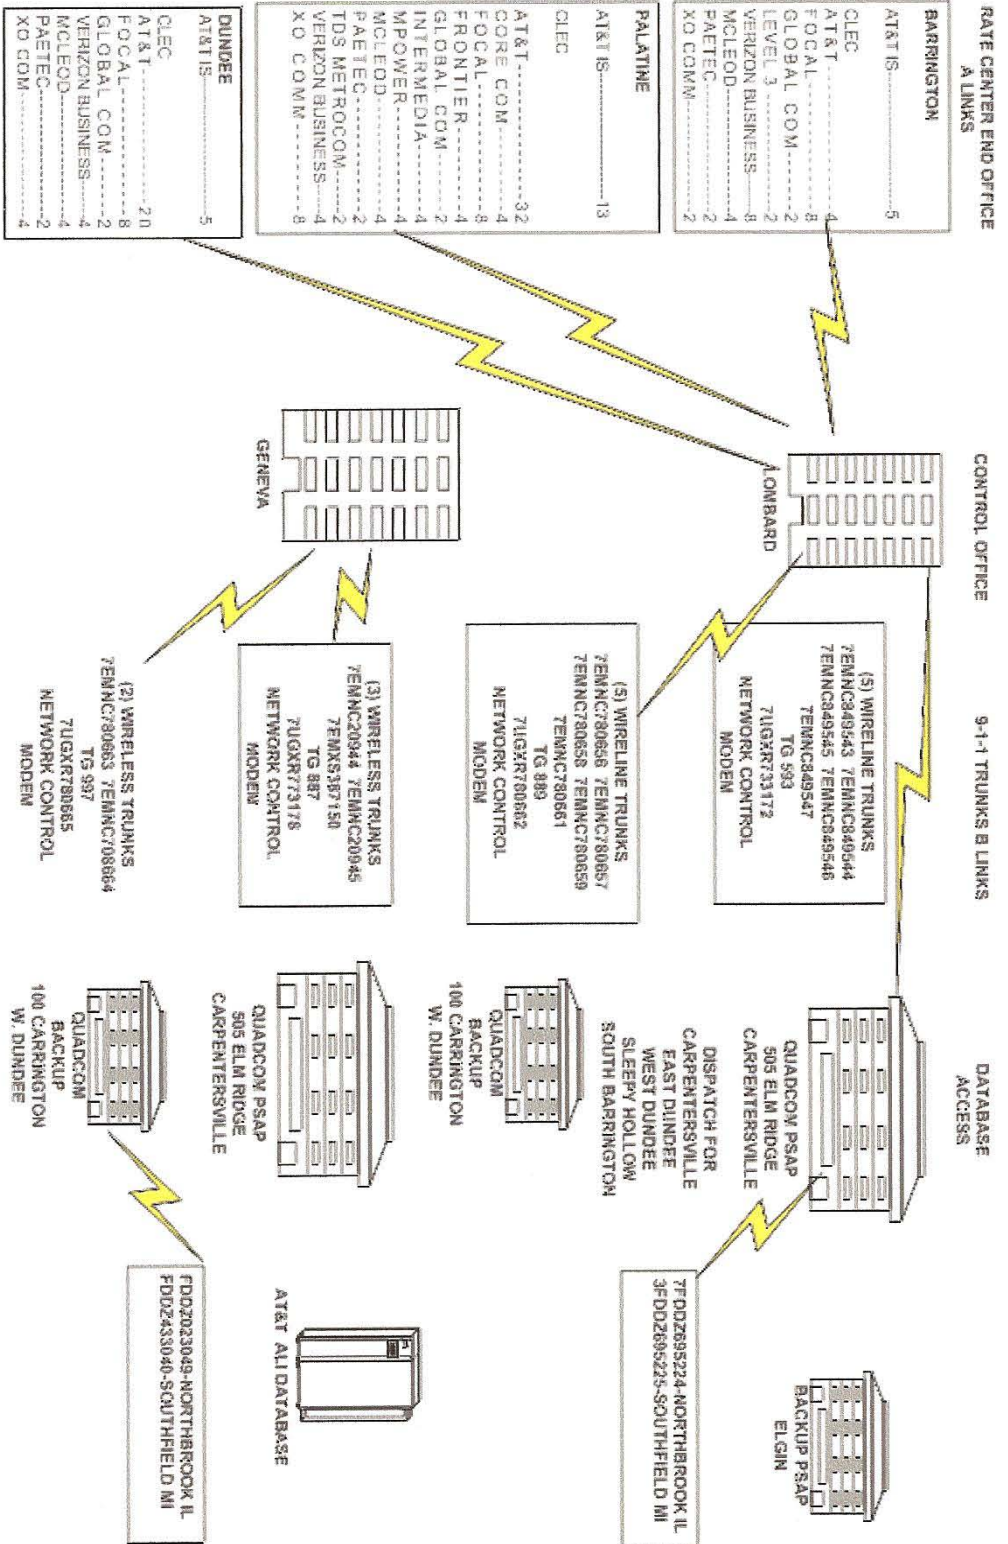 RATE CENTER END OFFICE
A LINKS
CONTROL OFFICE
9-1-1 TRUNKS B LINKS
DATABASE
ACCESS
BARRINGTON
AT&T IS----------5
CLEC
AT&T----------4
FOCAL----------8
GLOBAL COM------2
LEVEL 3----------2
VERIZON BUSINESS---8
MCLEOD----------4
PAETEC----------2
XO COMM--------2
PALATINE
AT&T IS----------13
CLEC
AT&T----------32
CORE COM------4
FOCAL----------8
FRONTIER--------4
GLOBAL COM-----2
INTERMEDIA------4
MPOWER--------4
MCLEOD--------4
PAETEC----------2
TDS METROCOM-----2
VERIZON BUSINESS---4
XO COMM------8
DUNDEE
AT&T IS----------5
CLEC
AT&T----------20
FOCAL----------8
GLOBAL COM------2
VERIZON BUSINESS---4
MCLEOD----------4
PAETEC----------2
XO COM----------4
LOMBARD
GENEVA
(5) WIRELINE TRUNKS
7EMNC849543 7EMNC849544
7EMNC849545 7EMNC849546
7EMNC849547
TG 593
7UGXR733172
NETWORK CONTROL
MODEM
(5) WIRELINE TRUNKS
7EMNC780656 7EMNC780657
7EMNC780658 7EMNC780659
7EMNC780661
TG 889
7UGXR780662
NETWORK CONTROL
MODEM
(3) WIRELESS TRUNKS
7EMNC20944 7EMNC20945
7EMXS387150
TG 887
7UGXR773178
NETWORK CONTROL
MODEM
(2) WIRELESS TRUNKS
7EMNC780663 7EMNC708664
TG 997
7UGXR780665
NETWORK CONTROL
MODEM
QUADCOM PSAP
505 ELM RIDGE
CARPENTERSVILLE
DISPATCH FOR
CARPENTERSVILLE
EAST DUNDEE
WEST DUNDEE
SLEEPY HOLLOW
SOUTH BARRINGTON
QUADCOM
BACKUP
100 CARRINGTON
W. DUNDEE
QUADCOM PSAP
505 ELM RIDGE
CARPENTERSVILLE
QUADCOM
BACKUP
100 CARRINGTON
W. DUNDEE
BACKUP PSAP
ELGIN
7FDDZ695224-NORTHBROOK IL
3FDDZ695225-SOUTHFIELD MI
AT&T ALI DATABASE
FDDZ023049-NORTHBROOK IL
FDDZ433040-SOUTHFIELD MI